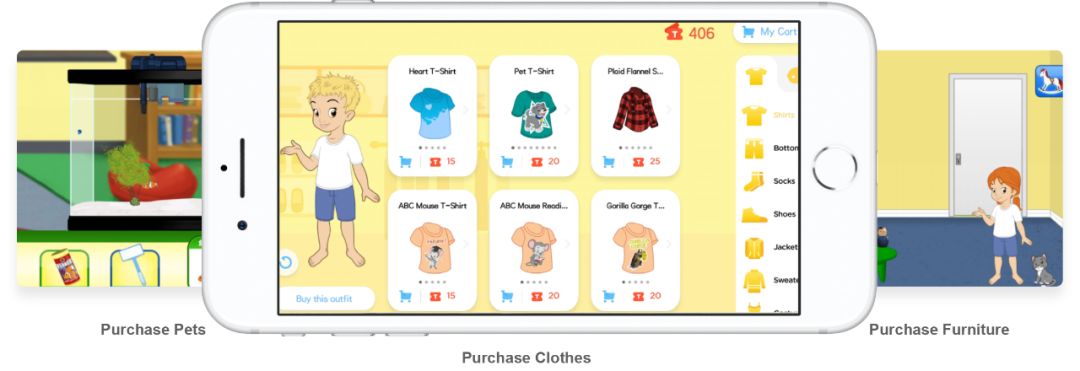 406
My Cart
Heart T-Shirt
Pet T-Shirt
Plaid Flannel S...
15
20
25
Shirts
Bottom
Socks
Shoes
Jacket
Sweate
ABC Mouse T-Shirt
ABC Mouse Readi...
Gorilla Gorge T...
15
20
20
Buy this outfit
Purchase Pets
Purchase Furniture
Purchase Clothes